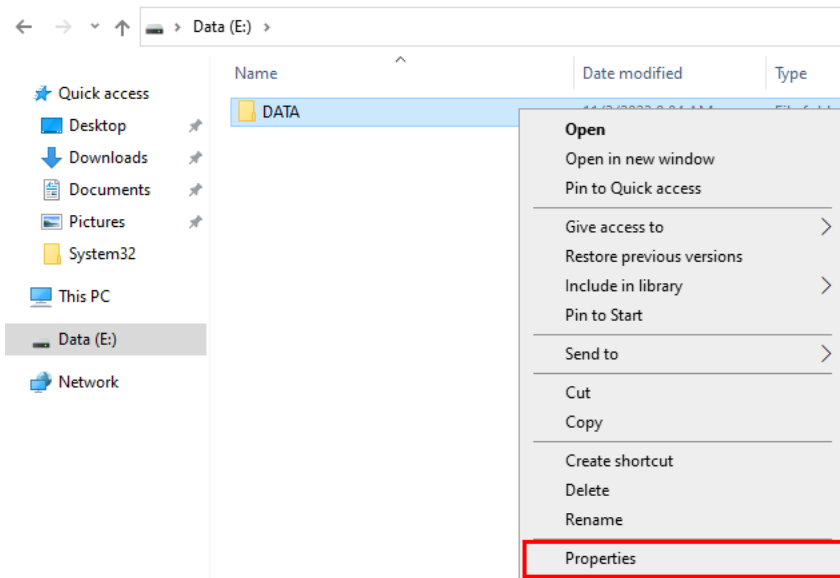 Data (E:)
Name
Date modified
Type
Quick access
Desktop
Downloads
Documents
Pictures
System32
This PC
Data (E:)
Network
DATA
Open
Open in new window
Pin to Quick access
Give access to
Restore previous versions
Include in library
Pin to Start
Send to
Cut
Copy
Create shortcut
Delete
Rename
Properties